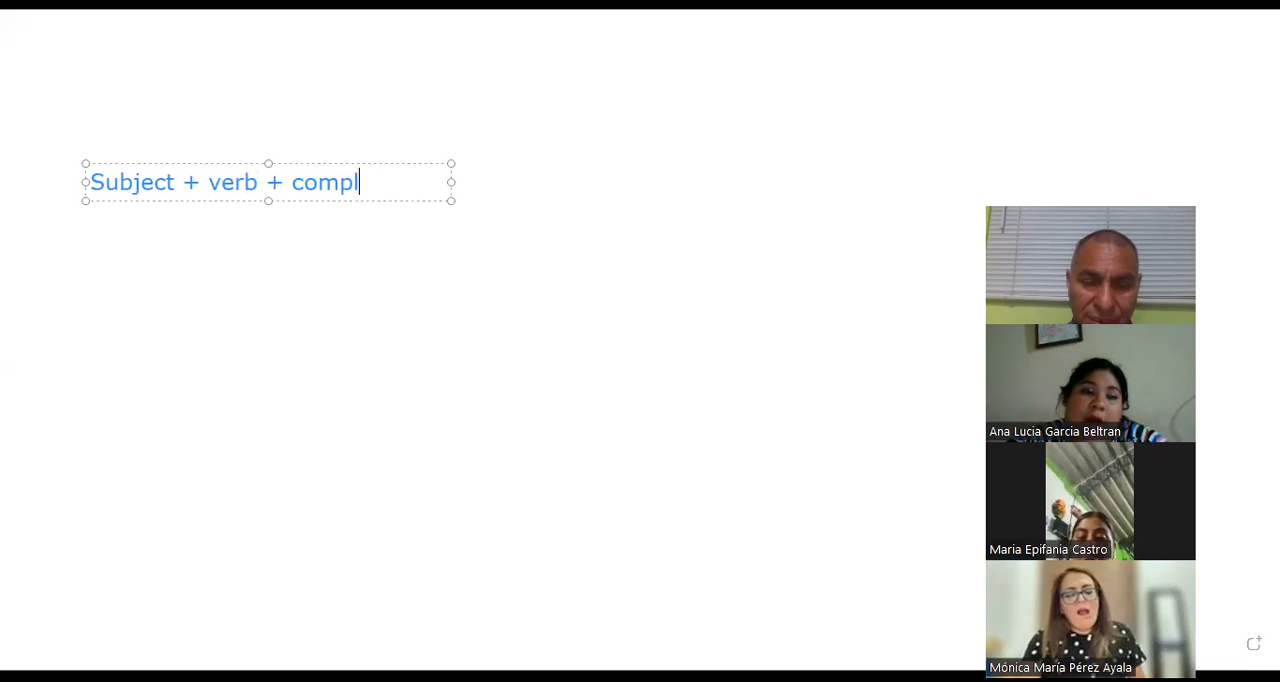 Subject + verb + compl
Ana Lucia Garcia Beltran
Maria Epifania Castro
Mónica María Pérez Ayala